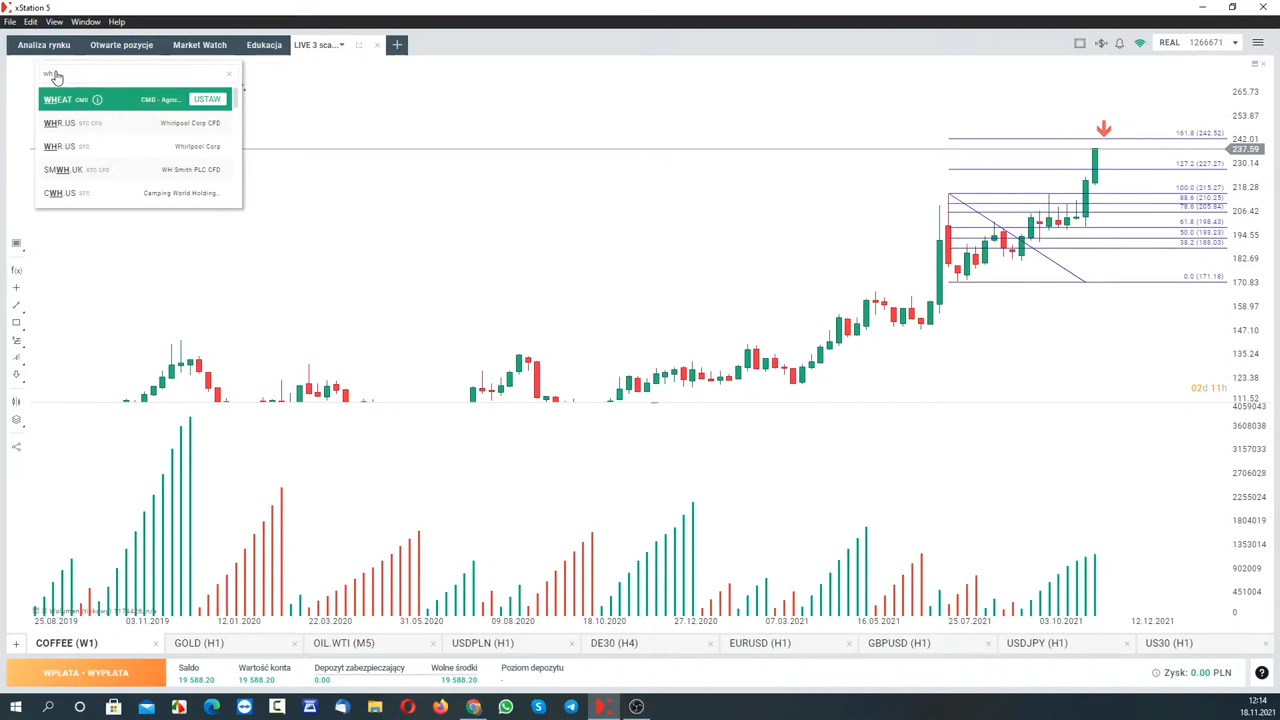 xStation 5
File Edit View Window Help
Analiza rynku Otwarte pozycje Market Watch Edukacja LIVE 3 sca...
REAL 1266671
WHEAT CMD CMD - Agric... USTAW
WHR.US STC CFD Whirlpool Corp CFD
WHR.US STC Whirlpool Corp
SMWH.UK STC CFD WH Smith PLC CFD
CWH.US STC Camping World Holding...
265.73
253.87
161.8 (242.52)
242.01
237.59
127.2 (227.27)
230.14
100.0 (215.27)
218.28
88.6 (210.25)
78.6 (205.84)
206.42
61.8 (198.43)
50.0 (193.23)
194.55
38.2 (188.03)
182.69
0.0 (171.18)
170.83
158.97
147.10
135.24
123.38
02d 11h
111.52
4059043
3608038
3157033
2706028
2255024
1804019
1353014
902009
451004
0
25.08.2019 03.11.2019 12.01.2020 22.03.2020 31.05.2020 09.08.2020 18.10.2020 27.12.2020 07.03.2021 16.05.2021 25.07.2021 03.10.2021 12.12.2021
COFFEE (W1) GOLD (H1) OIL.WTI (M5) USDPLN (H1) DE30 (H4) EURUSD (H1) GBPUSD (H1) USDJPY (H1) US30 (H1)
WPŁATA • WYPŁATA
Saldo Wartość konta Depozyt zabezpieczający Wolne środki Poziom depozytu
19 588.20 19 588.20 0.00 19 588.20 -
Zysk: 0.00 PLN
12:14
18.11.2021